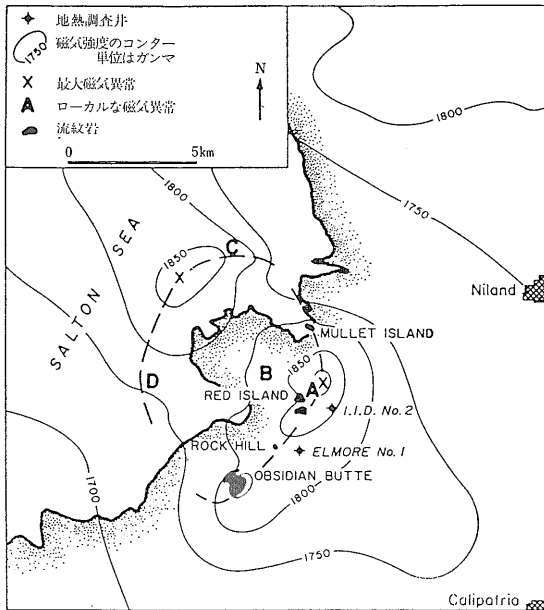 地熱調査井
1750
磁気強度のコンター
単位はガンマ
最大磁気異常
A
ローカルな磁気異常
流紋岩
N
0 5km
1800
1750
1800
SALTON SEA
C
1850
Niland
MULLET ISLAND
1850
D
B
A
RED ISLAND
I.I.D. No. 2
ROCK HILL
ELMORE No. 1
OBSIDIAN BUTTE
1800
1700
1750
Calipatria